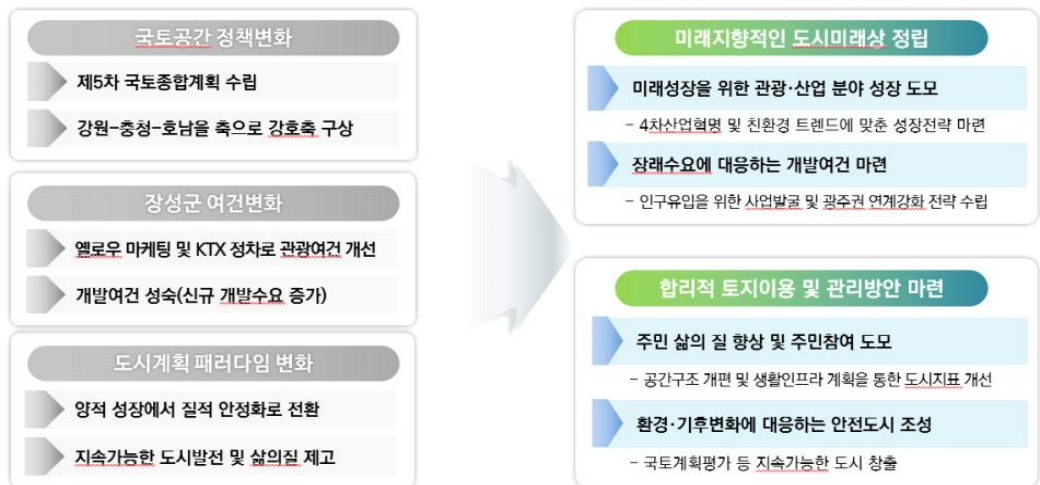 국토공간 정책변화
제5차 국토종합계획 수립
강원-충청-호남을 축으로 강호축 구상
장성군 여건변화
옐로우 마케팅 및 KTX 정차로 관광여건 개선
개발여건 성숙(신규 개발수요 증가)
도시계획 패러다임 변화
양적 성장에서 질적 안정화로 전환
지속가능한 도시발전 및 삶의질 제고
미래지향적인 도시미래상 정립
미래성장을 위한 관광·산업 분야 성장 도모
- 4차산업혁명 및 친환경 트렌드에 맞춘 성장전략 마련
장래수요에 대응하는 개발여건 마련
- 인구유입을 위한 사업발굴 및 광주권 연계강화 전략 수립
합리적 토지이용 및 관리방안 마련
주민 삶의 질 향상 및 주민참여 도모
- 공간구조 개편 및 생활인프라 계획을 통한 도시지표 개선
환경·기후변화에 대응하는 안전도시 조성
- 국토계획평가 등 지속가능한 도시 창출